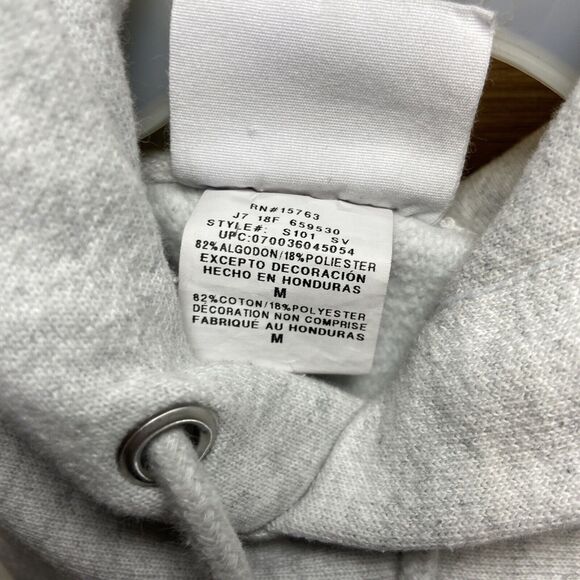 RN#15763
J7 18F 659530
STYLE#: S101 SV
UPC:070036045054
82%ALGODON/18%POLIESTER
EXCEPTO DECORACIÓN
HECHO EN HONDURAS
M
82%COTON/18%POLYESTER
DÉCORATION NON COMPRISE
FABRIQUÉ AU HONDURAS
M